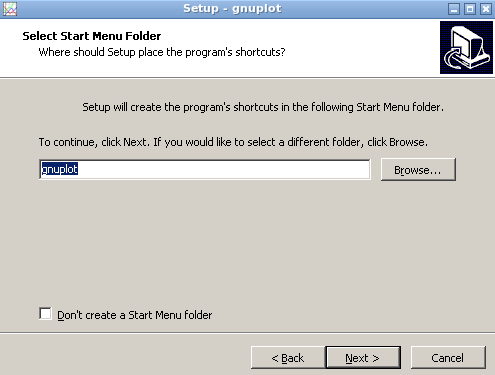 Setup - gnuplot
Select Start Menu Folder
Where should Setup place the program's shortcuts?
Setup will create the program's shortcuts in the following Start Menu folder.
To continue, click Next. If you would like to select a different folder, click Browse.
gnuplot
Browse...
Don't create a Start Menu folder
< Back
Next >
Cancel